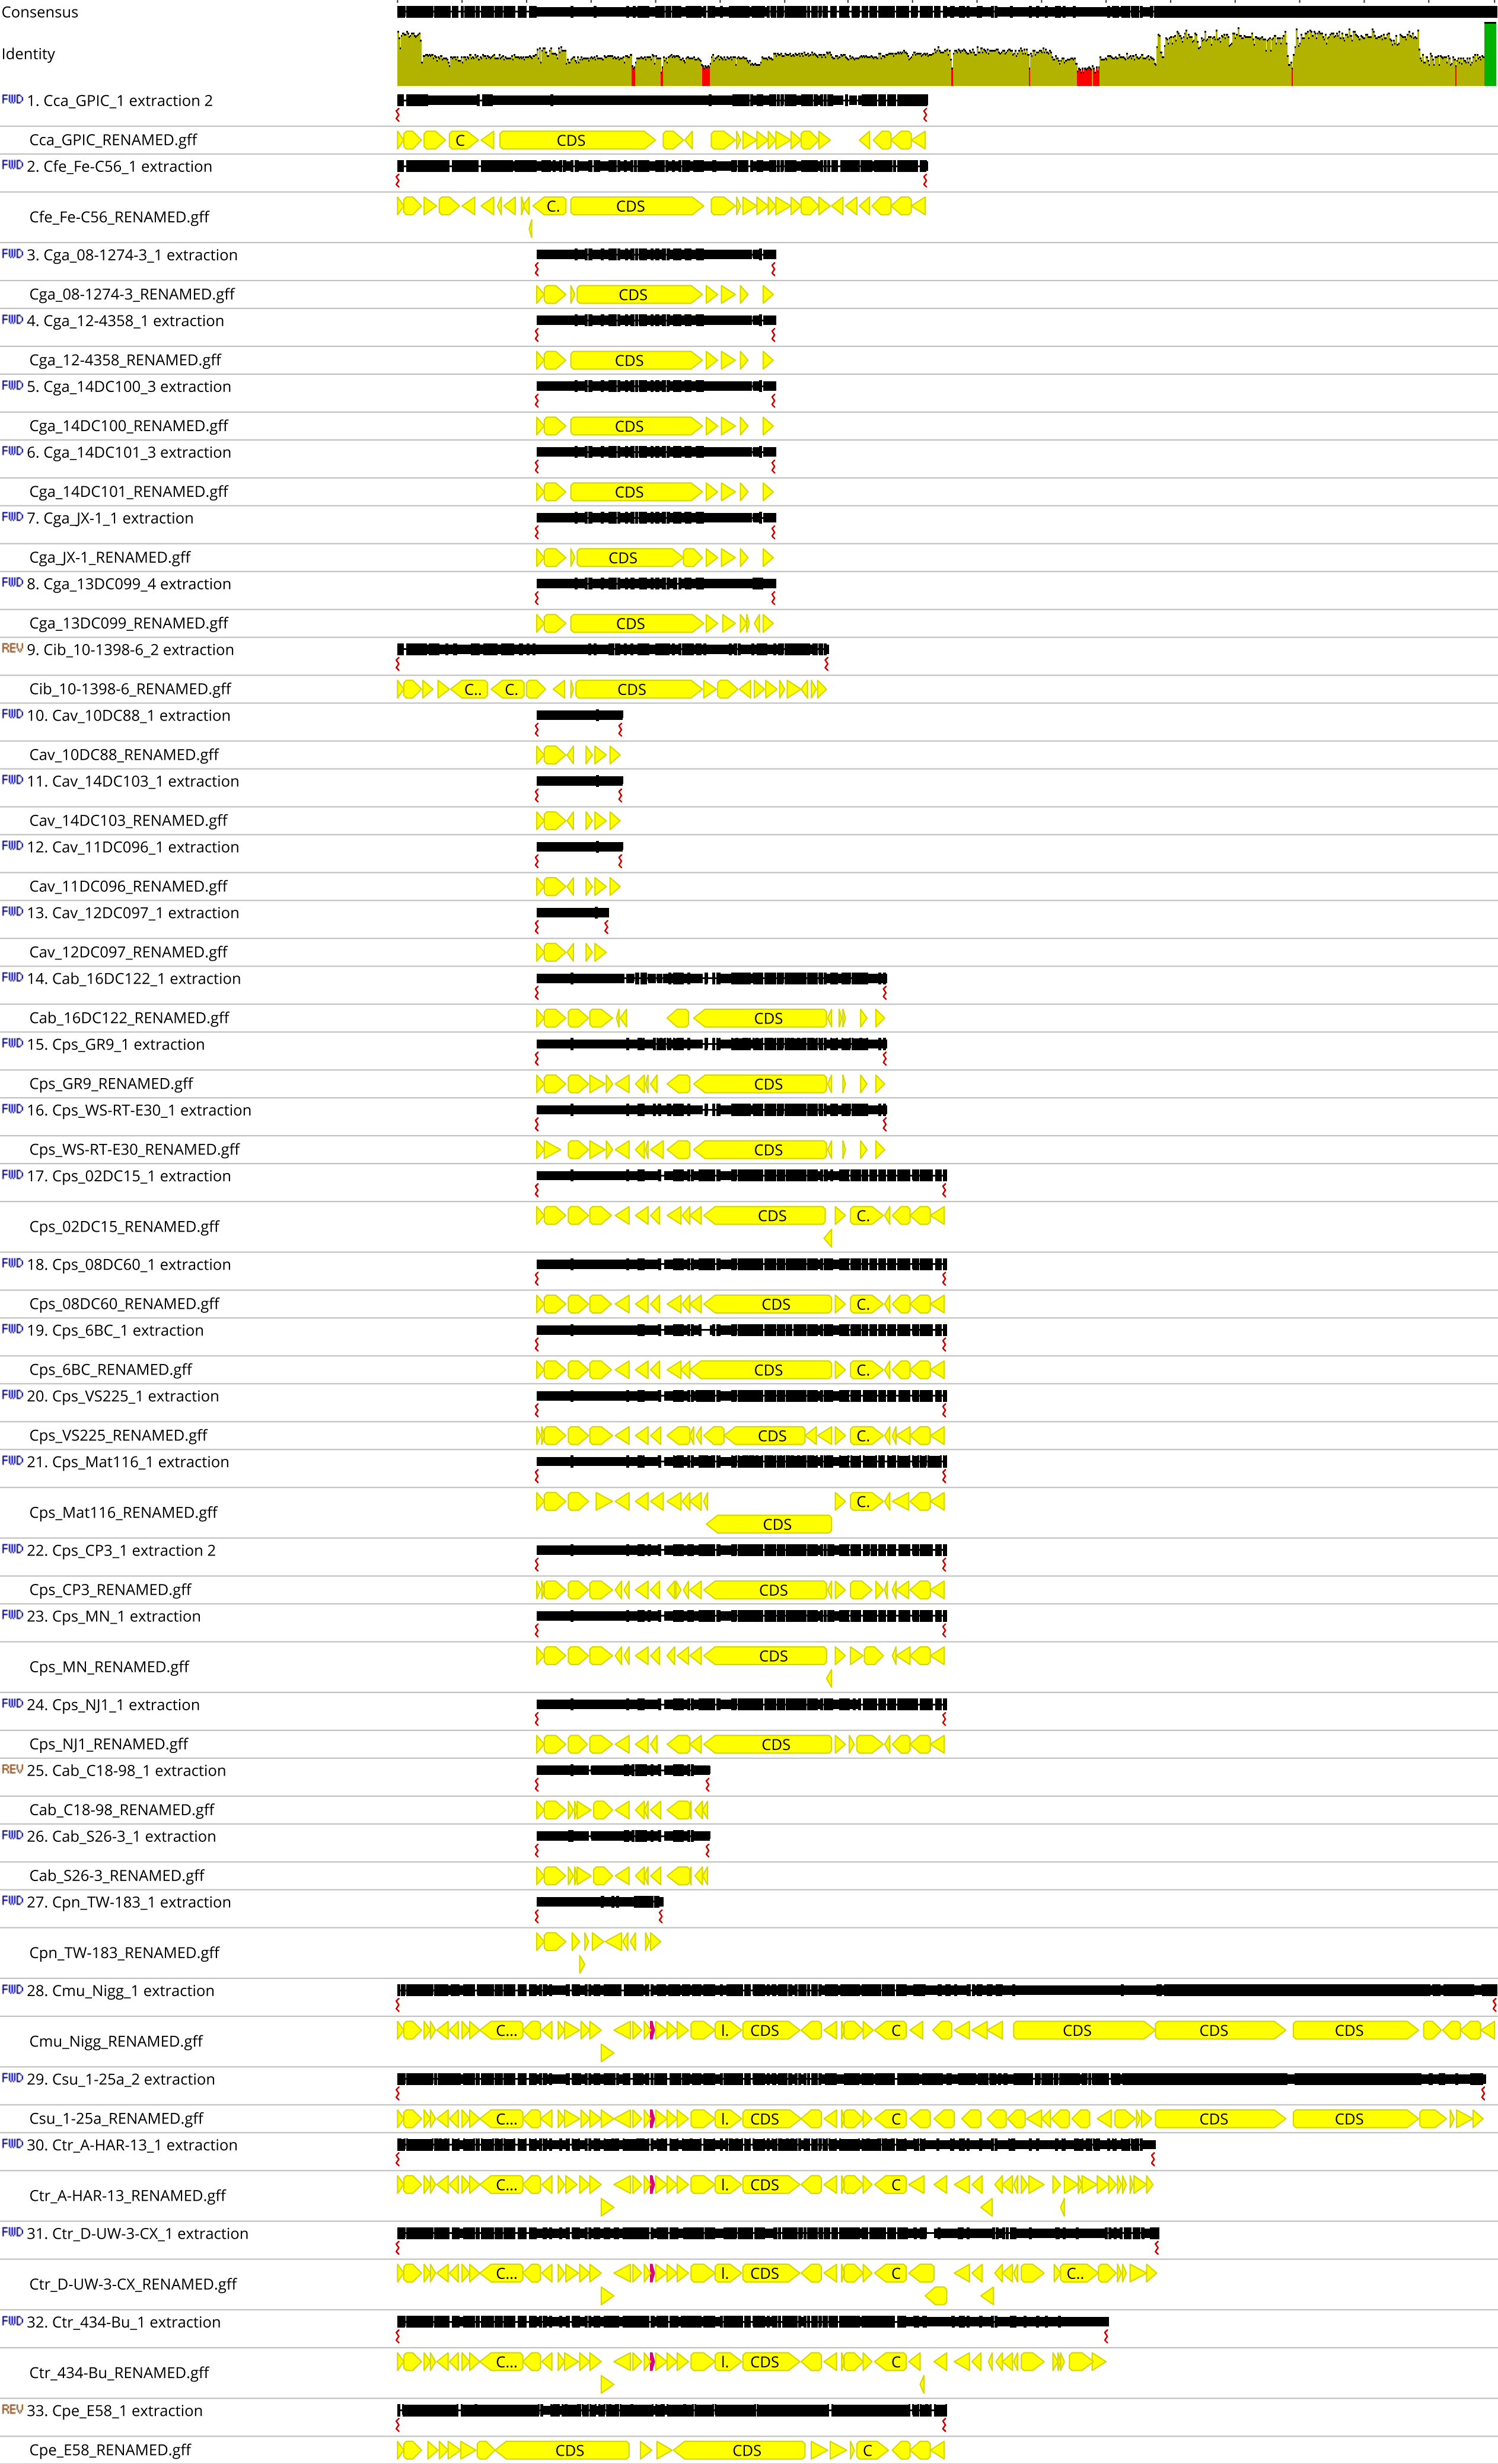 Consensus
Identity
FWD 1. Cca_GPIC_1 extraction 2
Cca_GPIC_RENAMED.gff C CDS
FWD 2. Cfe_Fe-C56_1 extraction
Cfe_Fe-C56_RENAMED.gff C. CDS
FWD 3. Cga_08-1274-3_1 extraction
Cga_08-1274-3_RENAMED.gff CDS
FWD 4. Cga_12-4358_1 extraction
Cga_12-4358_RENAMED.gff CDS
FWD 5. Cga_14DC100_3 extraction
Cga_14DC100_RENAMED.gff CDS
FWD 6. Cga_14DC101_3 extraction
Cga_14DC101_RENAMED.gff CDS
FWD 7. Cga_JX-1_1 extraction
Cga_JX-1_RENAMED.gff CDS
FWD 8. Cga_13DC099_4 extraction
Cga_13DC099_RENAMED.gff CDS
REV 9. Cib_10-1398-6_2 extraction
Cib_10-1398-6_RENAMED.gff C.. C. CDS
FWD 10. Cav_10DC88_1 extraction
Cav_10DC88_RENAMED.gff
FWD 11. Cav_14DC103_1 extraction
Cav_14DC103_RENAMED.gff
FWD 12. Cav_11DC096_1 extraction
Cav_11DC096_RENAMED.gff
FWD 13. Cav_12DC097_1 extraction
Cav_12DC097_RENAMED.gff
FWD 14. Cab_16DC122_1 extraction
Cab_16DC122_RENAMED.gff CDS
FWD 15. Cps_GR9_1 extraction
Cps_GR9_RENAMED.gff CDS
FWD 16. Cps_WS-RT-E30_1 extraction
Cps_WS-RT-E30_RENAMED.gff CDS
FWD 17. Cps_02DC15_1 extraction
Cps_02DC15_RENAMED.gff CDS C.
FWD 18. Cps_08DC60_1 extraction
Cps_08DC60_RENAMED.gff CDS C.
FWD 19. Cps_6BC_1 extraction
Cps_6BC_RENAMED.gff CDS C.
FWD 20. Cps_VS225_1 extraction
Cps_VS225_RENAMED.gff CDS C.
FWD 21. Cps_Mat116_1 extraction
Cps_Mat116_RENAMED.gff C.
CDS
FWD 22. Cps_CP3_1 extraction 2
Cps_CP3_RENAMED.gff CDS
FWD 23. Cps_MN_1 extraction
Cps_MN_RENAMED.gff CDS
FWD 24. Cps_NJ1_1 extraction
Cps_NJ1_RENAMED.gff CDS
REV 25. Cab_C18-98_1 extraction
Cab_C18-98_RENAMED.gff
FWD 26. Cab_S26-3_1 extraction
Cab_S26-3_RENAMED.gff
FWD 27. Cpn_TW-183_1 extraction
Cpn_TW-183_RENAMED.gff
FWD 28. Cmu_Nigg_1 extraction
Cmu_Nigg_RENAMED.gff C... I. CDS C CDS CDS CDS
FWD 29. Csu_1-25a_2 extraction
Csu_1-25a_RENAMED.gff C... I. CDS C CDS CDS
FWD 30. Ctr_A-HAR-13_1 extraction
Ctr_A-HAR-13_RENAMED.gff C... I. CDS C
FWD 31. Ctr_D-UW-3-CX_1 extraction
Ctr_D-UW-3-CX_RENAMED.gff C... I. CDS C C..
FWD 32. Ctr_434-Bu_1 extraction
Ctr_434-Bu_RENAMED.gff C... I. CDS C
REV 33. Cpe_E58_1 extraction
Cpe_E58_RENAMED.gff CDS CDS C